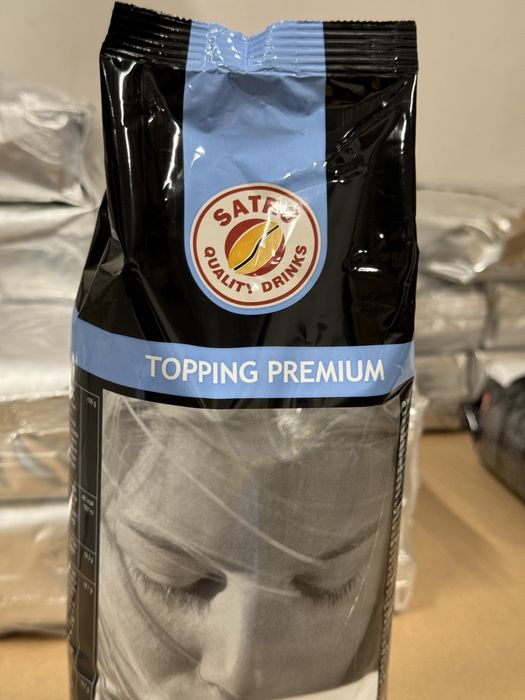 SATRO
QUALITY DRINKS
TOPPING PREMIUM